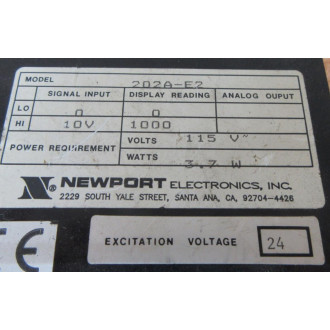 MODEL 202A-E2
SIGNAL INPUT DISPLAY READING ANALOG OUPUT
LO 0 0
HI 10V 1000
POWER REQUIREMENT VOLTS 115 V~
WATTS 3.7 W
N NEWPORT ELECTRONICS, INC.
2229 SOUTH YALE STREET, SANTA ANA, CA. 92704-4426
CE EXCITATION VOLTAGE 24